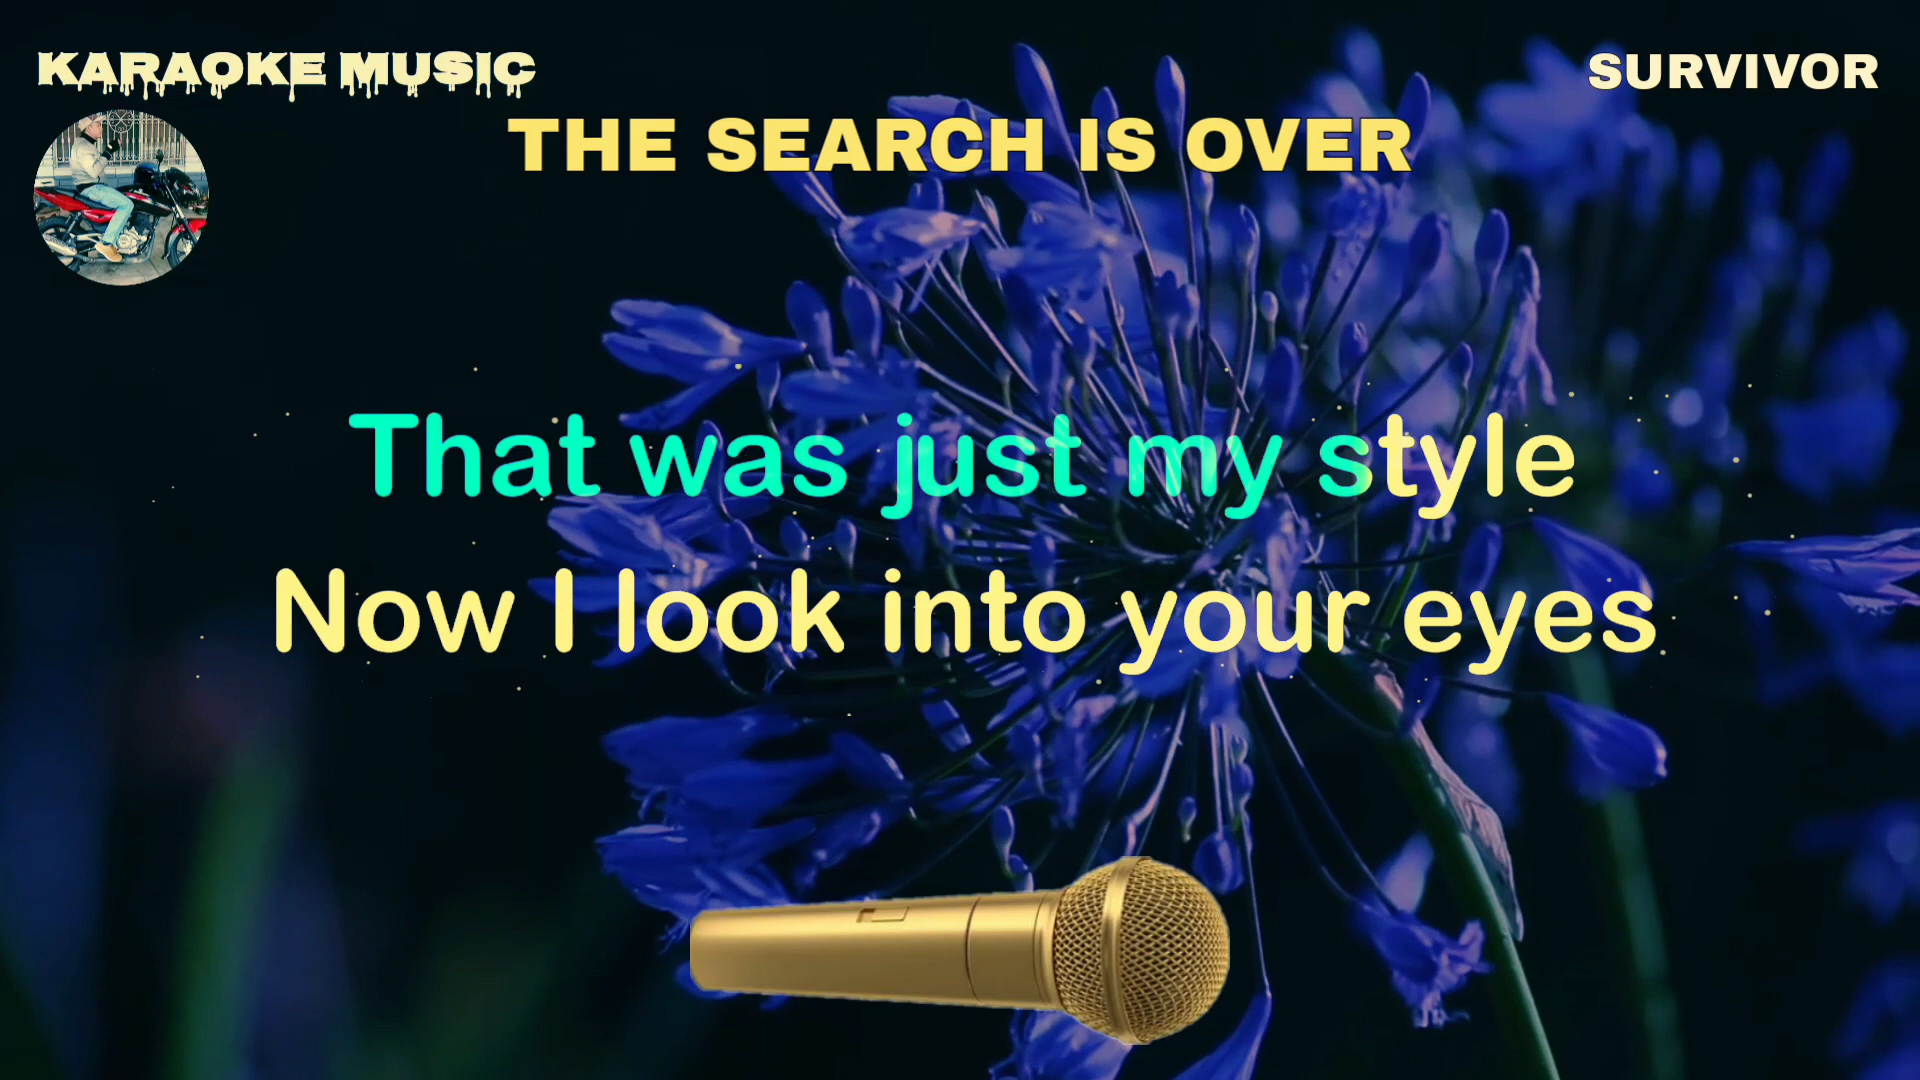 KARAOKE MUSIC
SURVIVOR
THE SEARCH IS OVER
That was just my style
Now I look into your eyes